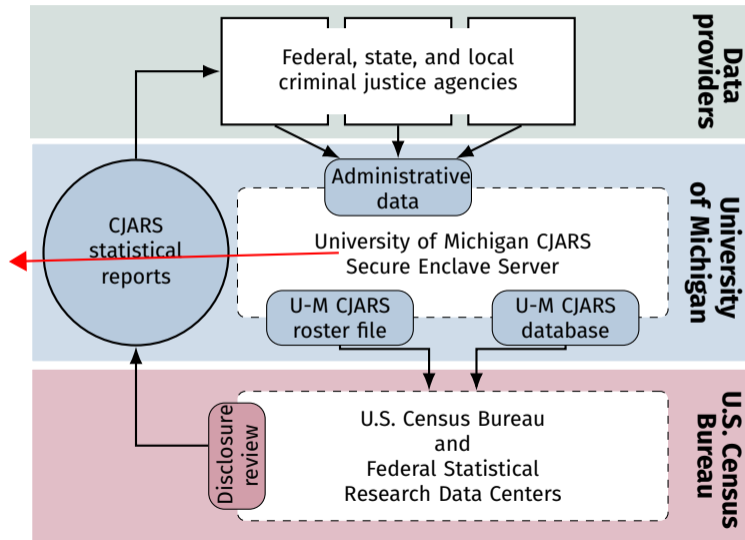 Federal, state, and local
criminal justice agencies
Data
providers
Administrative
data
CJARS
statistical
reports
University of Michigan CJARS
Secure Enclave Server
University
of Michigan
U-M CJARS
roster file
U-M CJARS
database
Disclosure
review
U.S. Census Bureau
and
Federal Statistical
Research Data Centers
U.S. Census
Bureau